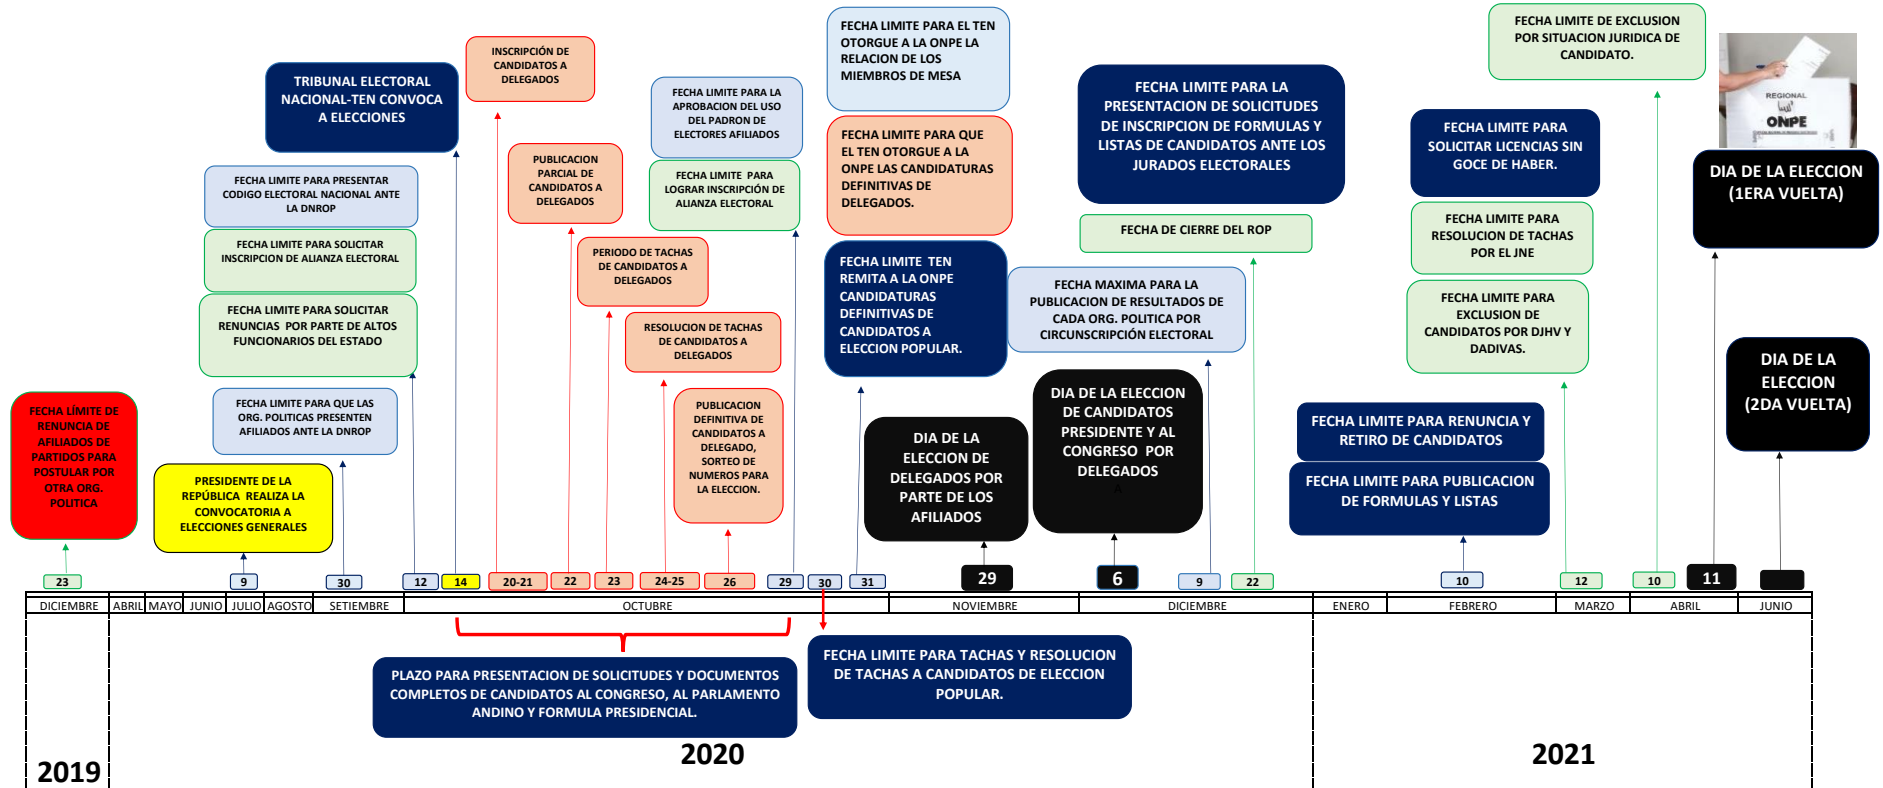 FECHA LÍMITE DE
RENUNCIA DE
AFILIADOS DE
PARTIDOS PARA
POSTULAR POR
OTRA ORG.
POLITICA
PRESIDENTE DE LA
REPÚBLICA REALIZA LA
CONVOCATORIA A
ELECCIONES GENERALES
FECHA LIMITE PARA QUE LAS
ORG. POLITICAS PRESENTEN
AFILIADOS ANTE LA DNROP
FECHA LIMITE PARA PRESENTAR
CODIGO ELECTORAL NACIONAL ANTE
LA DNROP
FECHA LIMITE PARA SOLICITAR
INSCRIPCION DE ALIANZA ELECTORAL
FECHA LIMITE PARA SOLICITAR
RENUNCIAS POR PARTE DE ALTOS
FUNCIONARIOS DEL ESTADO
TRIBUNAL ELECTORAL
NACIONAL-TEN CONVOCA
A ELECCIONES
INSCRIPCIÓN DE
CANDIDATOS A
DELEGADOS
PUBLICACION
PARCIAL DE
CANDIDATOS A
DELEGADOS
PERIODO DE TACHAS
DE CANDIDATOS A
DELEGADOS
RESOLUCION DE TACHAS
DE CANDIDATOS A
DELEGADOS
PUBLICACION
DEFINITIVA DE
CANDIDATOS A
DELEGADO,
SORTEO DE
NUMEROS PARA
LA ELECCION.
FECHA LIMITE PARA LA
APROBACION DEL USO
DEL PADRON DE
ELECTORES AFILIADOS
FECHA LIMITE PARA
LOGRAR INSCRIPCIÓN DE
ALIANZA ELECTORAL
FECHA LIMITE PARA EL TEN
OTORGUE A LA ONPE LA
RELACION DE LOS
MIEMBROS DE MESA
FECHA LIMITE PARA QUE
EL TEN OTORGUE A LA
ONPE LAS CANDIDATURAS
DEFINITIVAS DE
DELEGADOS.
FECHA LIMITE TEN
REMITA A LA ONPE
CANDIDATURAS
DEFINITIVAS DE
CANDIDATOS A
ELECCION POPULAR.
DIA DE LA
ELECCION DE
DELEGADOS POR
PARTE DE LOS
AFILIADOS
DIA DE LA ELECCION
DE CANDIDATOS
PRESIDENTE Y AL
CONGRESO POR
DELEGADOS
A
FECHA MAXIMA PARA LA
PUBLICACION DE RESULTADOS DE
CADA ORG. POLITICA POR
CIRCUNSCRIPCIÓN ELECTORAL
FECHA LIMITE PARA LA
PRESENTACION DE SOLICITUDES
DE INSCRIPCION DE FORMULAS Y
LISTAS DE CANDIDATOS ANTE LOS
JURADOS ELECTORALES
FECHA DE CIERRE DEL ROP
FECHA LIMITE PARA RENUNCIA Y
RETIRO DE CANDIDATOS
FECHA LIMITE PARA PUBLICACION
DE FORMULAS Y LISTAS
FECHA LIMITE PARA
SOLICITAR LICENCIAS SIN
GOCE DE HABER.
FECHA LIMITE PARA
RESOLUCION DE TACHAS
POR EL JNE
FECHA LIMITE PARA
EXCLUSION DE
CANDIDATOS POR DJHV Y
DADIVAS.
FECHA LIMITE DE EXCLUSION
POR SITUACION JURIDICA DE
CANDIDATO.
REGIONAL
ONPE
DIA DE LA ELECCION
(1ERA VUELTA)
DIA DE LA
ELECCION
(2DA VUELTA)
23 9 30 12 14 20-21 22 23 24-25 26 29 30 31 29 6 9 22 10 12 10 11
DICIEMBRE ABRIL MAYO JUNIO JULIO AGOSTO SETIEMBRE OCTUBRE NOVIEMBRE DICIEMBRE ENERO FEBRERO MARZO ABRIL JUNIO
PLAZO PARA PRESENTACION DE SOLICITUDES Y DOCUMENTOS
COMPLETOS DE CANDIDATOS AL CONGRESO, AL PARLAMENTO
ANDINO Y FORMULA PRESIDENCIAL.
FECHA LIMITE PARA TACHAS Y RESOLUCION
DE TACHAS A CANDIDATOS DE ELECCION
POPULAR.
2019
2020
2021